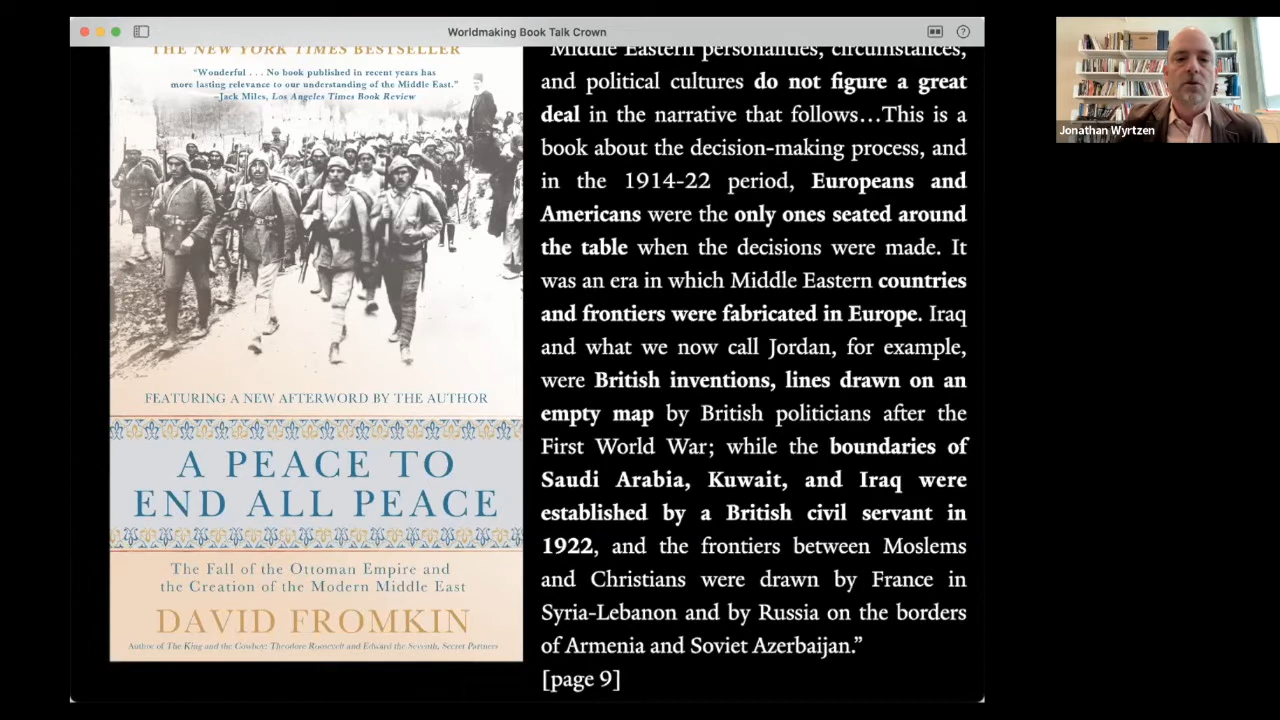 Worldmaking Book Talk Crown
THE NEW YORK TIMES BESTSELLER
“Wonderful . . . No book published in recent years has
more lasting relevance to our understanding of the Middle East.”
–Jack Miles, Los Angeles Times Book Review
FEATURING A NEW AFTERWORD BY THE AUTHOR
A PEACE TO
END ALL PEACE
The Fall of the Ottoman Empire and
the Creation of the Modern Middle East
DAVID FROMKIN
Author of The King and the Cowboy: Theodore Roosevelt and Edward the Seventh, Secret Partners
“Middle Eastern personalities, circumstances,
and political cultures do not figure a great
deal in the narrative that follows…This is a
book about the decision-making process, and
in the 1914-22 period, Europeans and
Americans were the only ones seated around
the table when the decisions were made. It
was an era in which Middle Eastern countries
and frontiers were fabricated in Europe. Iraq
and what we now call Jordan, for example,
were British inventions, lines drawn on an
empty map by British politicians after the
First World War; while the boundaries of
Saudi Arabia, Kuwait, and Iraq were
established by a British civil servant in
1922, and the frontiers between Moslems
and Christians were drawn by France in
Syria-Lebanon and by Russia on the borders
of Armenia and Soviet Azerbaijan.”
[page 9]
Jonathan Wyrtzen